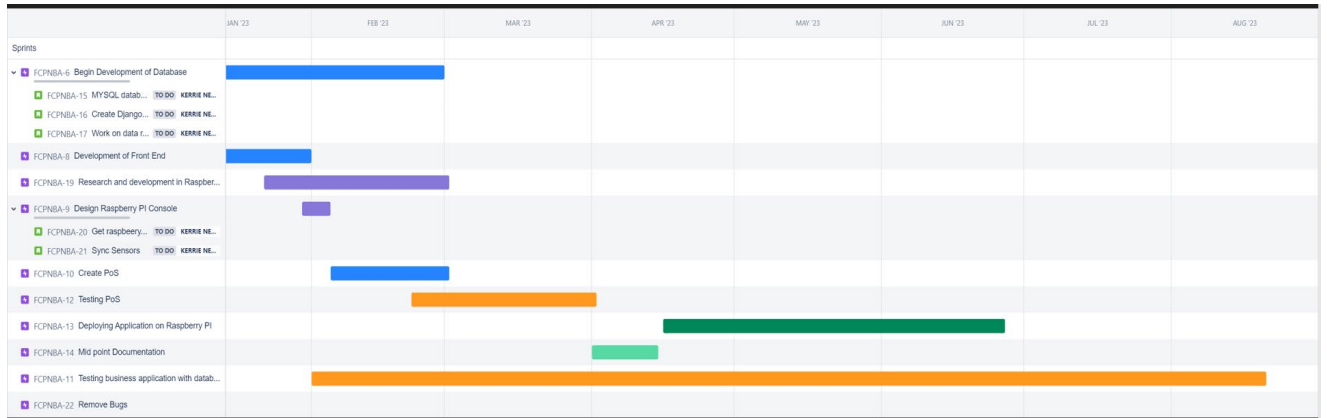 JAN '23 FEB '23 MAR '23 APR '23 MAY '23 JUN '23 JUL '23 AUG '23
Sprints
FCPNBA-6 Begin Development of Database
FCPNBA-15 MYSQL datab... TO DO KERRIE NE...
FCPNBA-16 Create Django... TO DO KERRIE NE...
FCPNBA-17 Work on data r... TO DO KERRIE NE...
FCPNBA-8 Development of Front End
FCPNBA-19 Research and development in Raspber...
FCPNBA-9 Design Raspberry PI Console
FCPNBA-20 Get raspbeery... TO DO KERRIE NE...
FCPNBA-21 Sync Sensors TO DO KERRIE NE...
FCPNBA-10 Create PoS
FCPNBA-12 Testing PoS
FCPNBA-13 Deploying Application on Raspberry PI
FCPNBA-14 Mid point Documentation
FCPNBA-11 Testing business application with datab...
FCPNBA-22 Remove Bugs